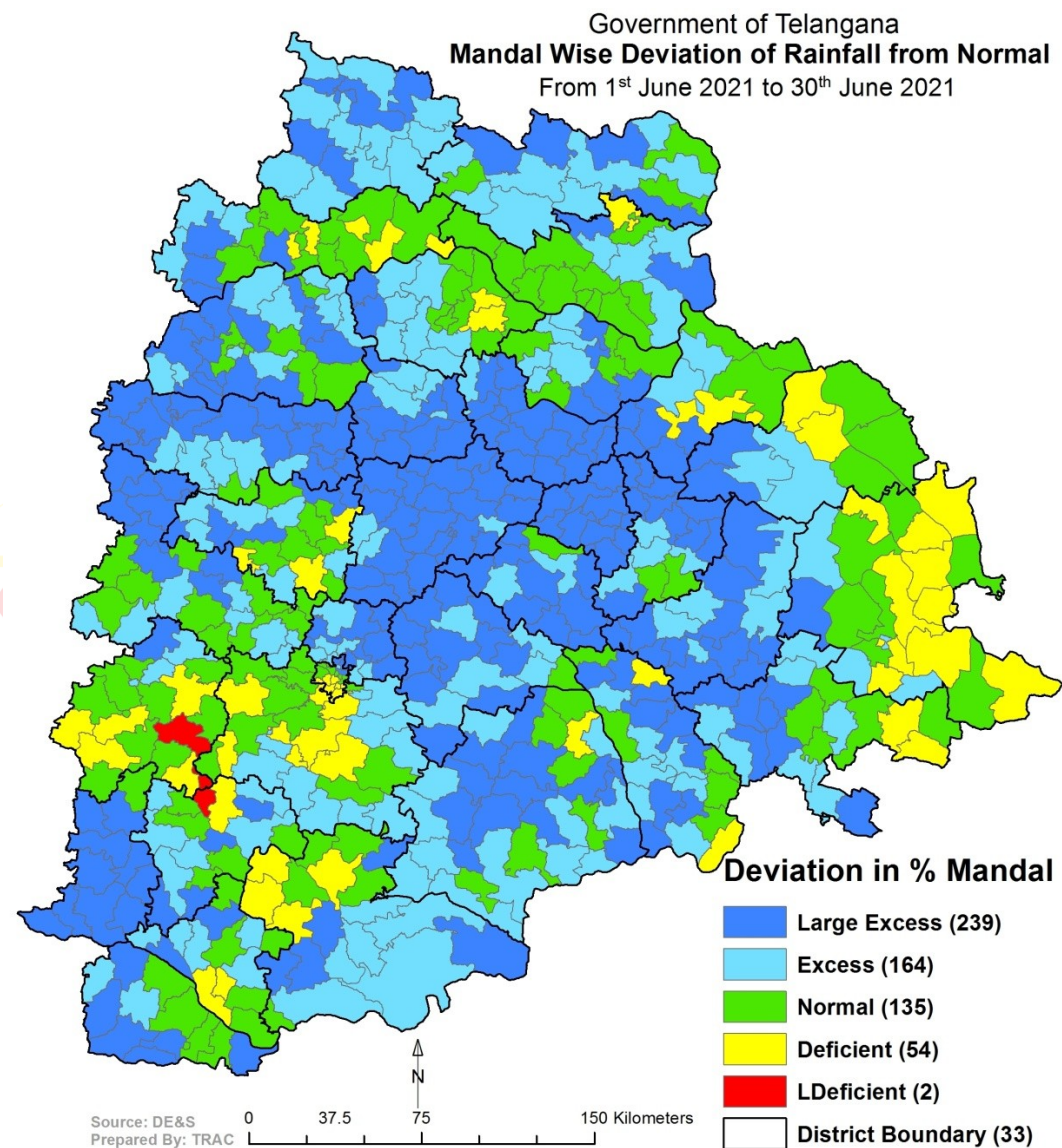 Government of Telangana
Mandal Wise Deviation of Rainfall from Normal
From 1st June 2021 to 30th June 2021
Deviation in % Mandal
Large Excess (239)
Excess (164)
Normal (135)
Deficient (54)
LDeficient (2)
District Boundary (33)
N
Source: DE&S
Prepared By: TRAC
0 37.5 75 150 Kilometers